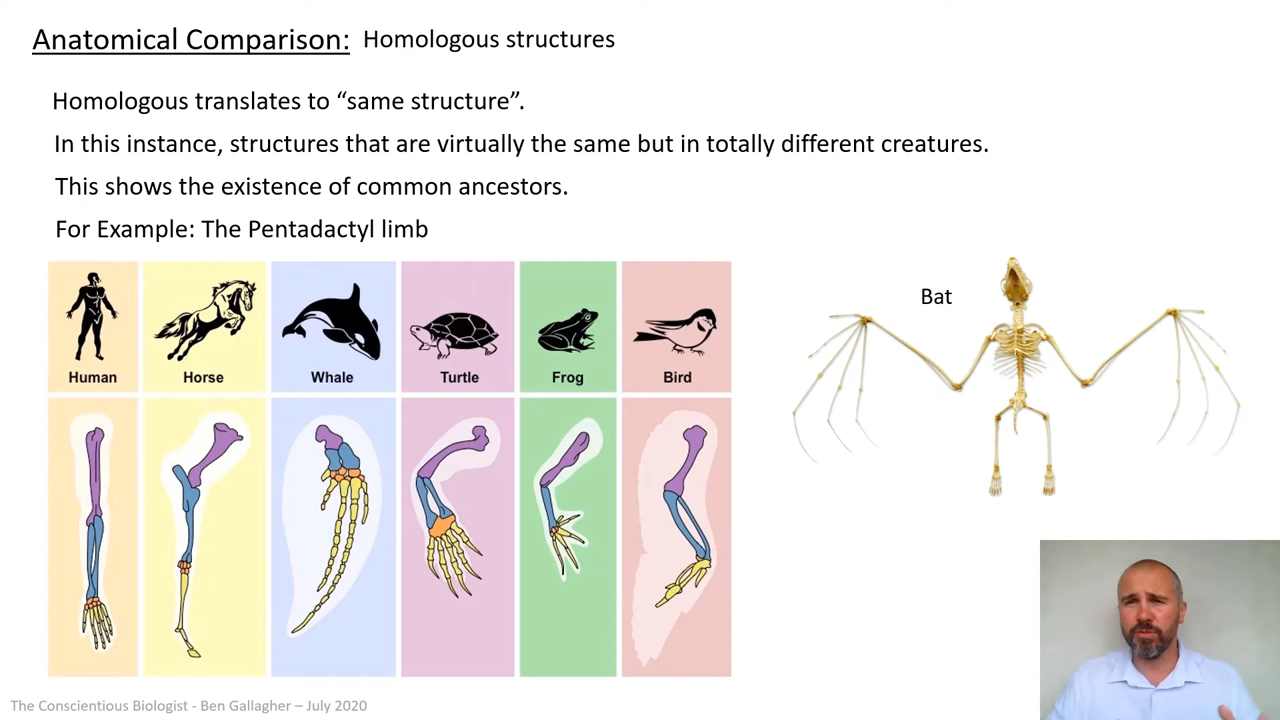 Anatomical Comparison: Homologous structures
Homologous translates to “same structure”.
In this instance, structures that are virtually the same but in totally different creatures.
This shows the existence of common ancestors.
For Example: The Pentadactyl limb
Human Horse Whale Turtle Frog Bird
Bat
The Conscientious Biologist - Ben Gallagher – July 2020